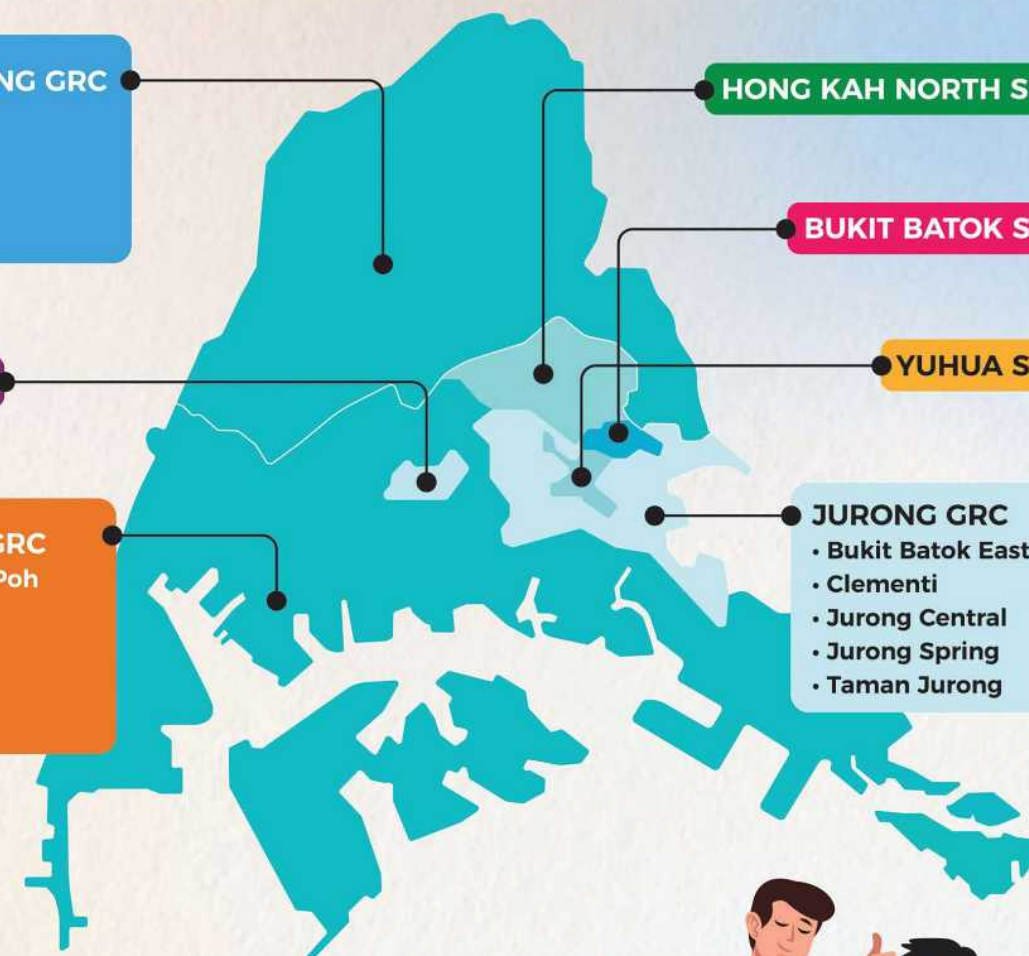 NG GRC
HONG KAH NORTH S
BUKIT BATOK S
YUHUA S
GRC
Poh
JURONG GRC
• Bukit Batok East
• Clementi
• Jurong Central
• Jurong Spring
• Taman Jurong